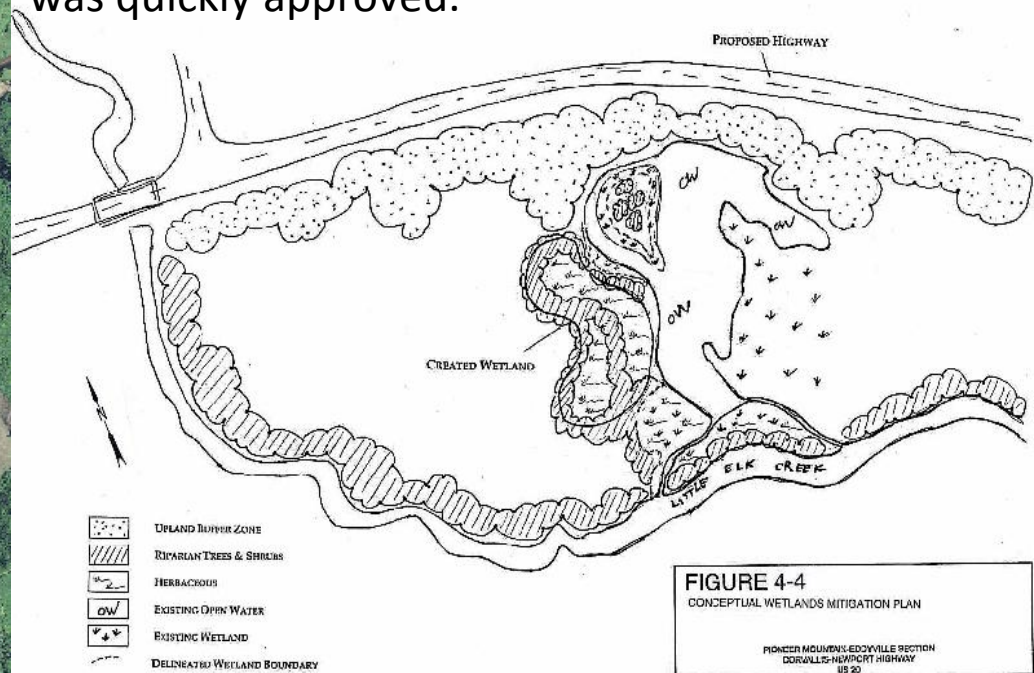 was quickly approved.
PROPOSED HIGHWAY
OW
OW
OW
CREATED WETLAND
LITTLE ELK CREEK
N
UPLAND BUFFER ZONE
RIPARIAN TREES & SHRUBS
HERBACEOUS
OW EXISTING OPEN WATER
EXISTING WETLAND
DELINEATED WETLAND BOUNDARY
FIGURE 4-4
CONCEPTUAL WETLANDS MITIGATION PLAN
PIONEER MOUNTAIN-EDDYVILLE SECTION
CORVALLIS-NEWPORT HIGHWAY
US 20